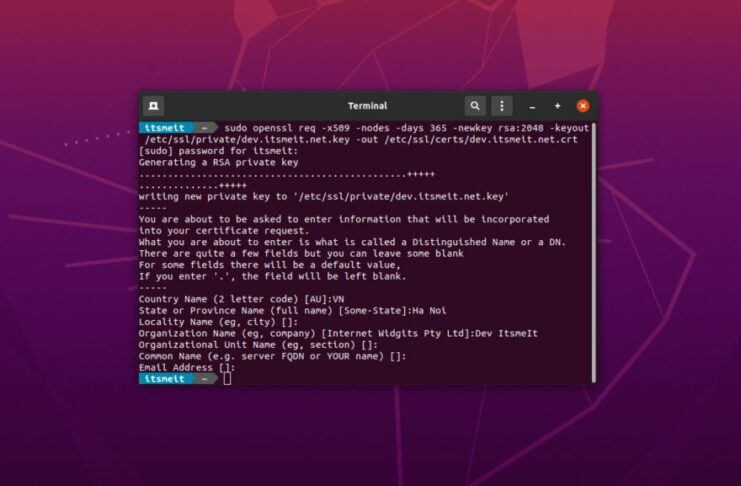 Terminal
itsmeit ~ sudo openssl req -x509 -nodes -days 365 -newkey rsa:2048 -keyout
/etc/ssl/private/dev.itsmeit.net.key -out /etc/ssl/certs/dev.itsmeit.net.crt
[sudo] password for itsmeit:
Generating a RSA private key
...............................................+++++
..............+++++
writing new private key to '/etc/ssl/private/dev.itsmeit.net.key'
-----
You are about to be asked to enter information that will be incorporated
into your certificate request.
What you are about to enter is what is called a Distinguished Name or a DN.
There are quite a few fields but you can leave some blank
For some fields there will be a default value,
If you enter '.', the field will be left blank.
-----
Country Name (2 letter code) [AU]:VN
State or Province Name (full name) [Some-State]:Ha Noi
Locality Name (eg, city) []:
Organization Name (eg, company) [Internet Widgits Pty Ltd]:Dev ItsmeIt
Organizational Unit Name (eg, section) []:
Common Name (e.g. server FQDN or YOUR name) []:
Email Address []:
itsmeit ~